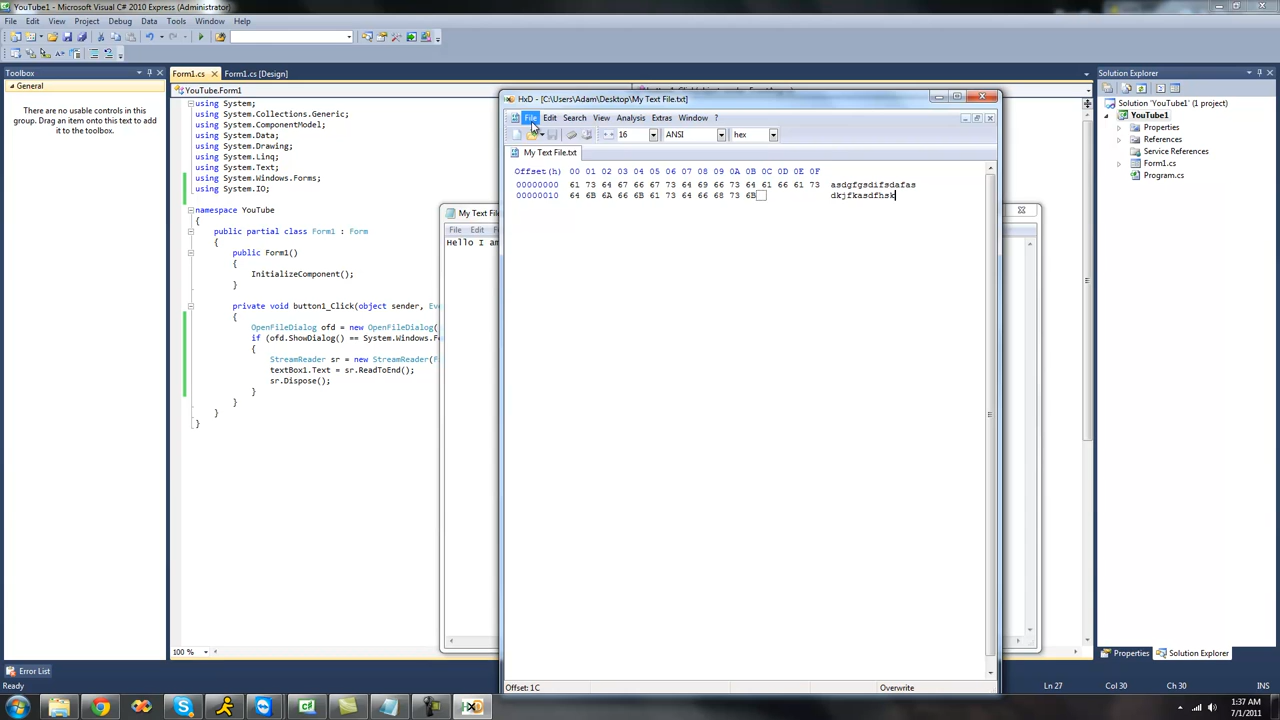 YouTube1 - Microsoft Visual C# 2010 Express (Administrator)
File Edit View Project Debug Data Tools Window Help
Toolbox
General
There are no usable controls in this
group. Drag an item onto this text to add
it to the toolbox.
Form1.cs Form1.cs [Design]
YouTube.Form1
using System;
using System.Collections.Generic;
using System.ComponentModel;
using System.Data;
using System.Drawing;
using System.Linq;
using System.Text;
using System.Windows.Forms;
using System.IO;
namespace YouTube
{
public partial class Form1 : Form
{
public Form1()
{
InitializeComponent();
}
private void button1_Click(object sender, Eve
{
OpenFileDialog ofd = new OpenFileDialog(
if (ofd.ShowDialog() == System.Windows.Fo
{
StreamReader sr = new StreamReader(F
textBox1.Text = sr.ReadToEnd();
sr.Dispose();
}
}
}
}
100 %
My Text File
File Edit
Hello I am
HxD - [C:\Users\Adam\Desktop\My Text File.txt]
File Edit Search View Analysis Extras Window ?
16 ANSI hex
My Text File.txt
Offset(h) 00 01 02 03 04 05 06 07 08 09 0A 0B 0C 0D 0E 0F
00000000 61 73 64 67 66 67 73 64 69 66 73 64 61 66 61 73 asdgfgsdifsdafas
00000010 64 6B 6A 66 6B 61 73 64 66 68 73 6B dkjfkasdfhsk
Offset: 1C Overwrite
Solution Explorer
Solution 'YouTube1' (1 project)
YouTube1
Properties
References
Service References
Form1.cs
Program.cs
Properties Solution Explorer
Error List
Ready Ln 27 Col 30 Ch 30 INS
1:37 AM
7/1/2011